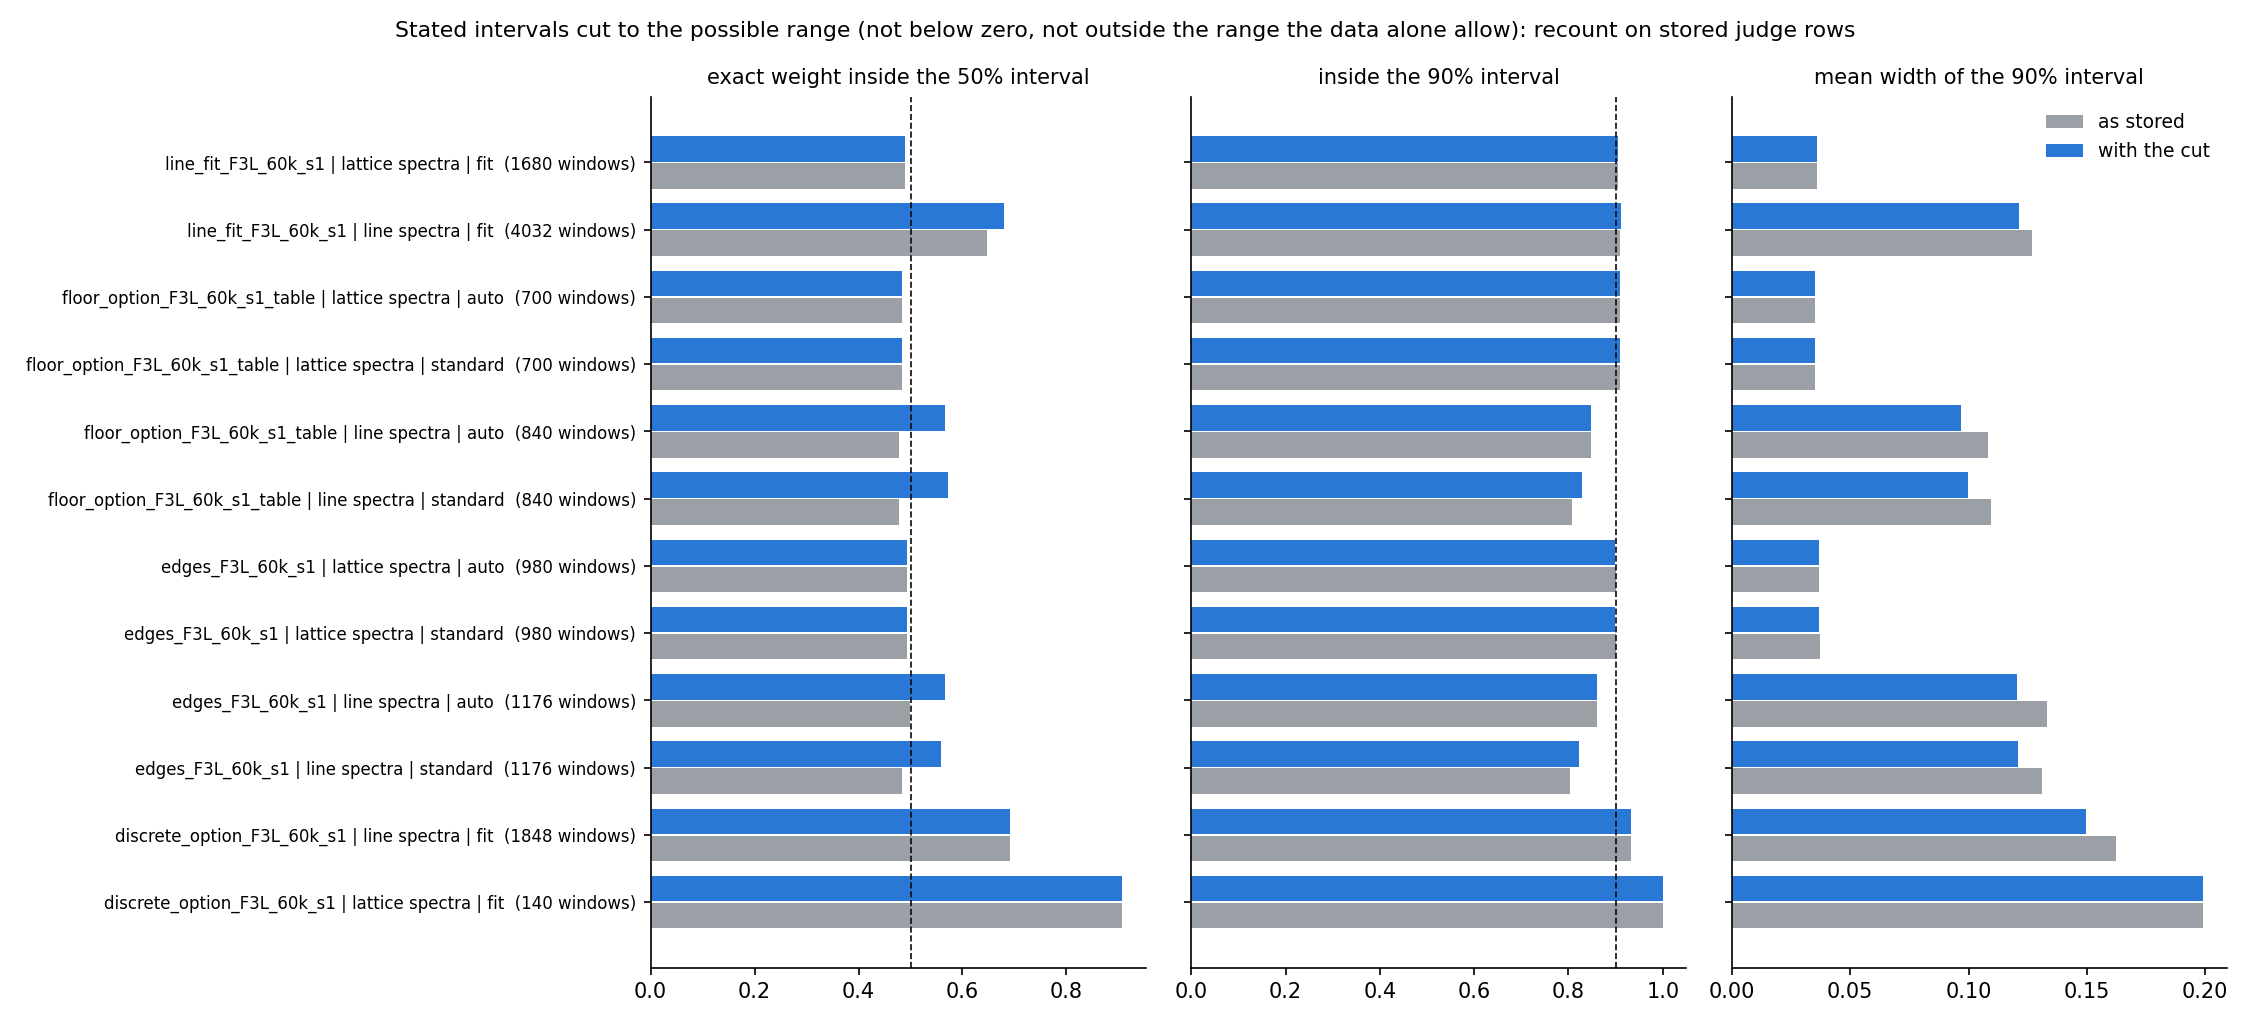 Stated intervals cut to the possible range (not below zero, not outside the range the data alone allow): recount on stored judge rows
exact weight inside the 50% interval
inside the 90% interval
mean width of the 90% interval
as stored
with the cut
line_fit_F3L_60k_s1 | lattice spectra | fit (1680 windows)
line_fit_F3L_60k_s1 | line spectra | fit (4032 windows)
floor_option_F3L_60k_s1_table | lattice spectra | auto (700 windows)
floor_option_F3L_60k_s1_table | lattice spectra | standard (700 windows)
floor_option_F3L_60k_s1_table | line spectra | auto (840 windows)
floor_option_F3L_60k_s1_table | line spectra | standard (840 windows)
edges_F3L_60k_s1 | lattice spectra | auto (980 windows)
edges_F3L_60k_s1 | lattice spectra | standard (980 windows)
edges_F3L_60k_s1 | line spectra | auto (1176 windows)
edges_F3L_60k_s1 | line spectra | standard (1176 windows)
discrete_option_F3L_60k_s1 | line spectra | fit (1848 windows)
discrete_option_F3L_60k_s1 | lattice spectra | fit (140 windows)
0.0 0.2 0.4 0.6 0.8
0.0 0.2 0.4 0.6 0.8 1.0
0.00 0.05 0.10 0.15 0.20